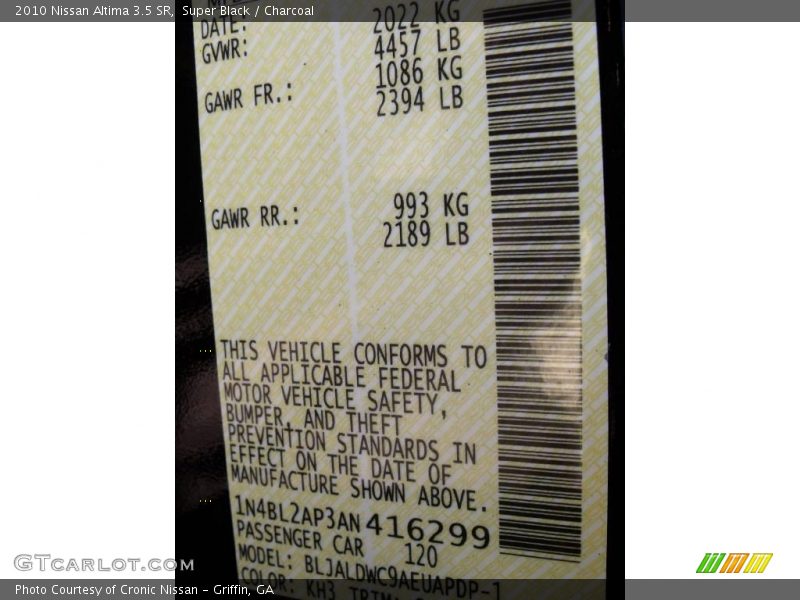 2010 Nissan Altima 3.5 SR, Super Black / Charcoal
DATE:
2022 KG
GVWR: 4457 LB
1086 KG
GAWR FR.: 2394 LB
993 KG
GAWR RR.: 2189 LB
THIS VEHICLE CONFORMS TO
ALL APPLICABLE FEDERAL
MOTOR VEHICLE SAFETY,
BUMPER, AND THEFT
PREVENTION STANDARDS IN
EFFECT ON THE DATE OF
MANUFACTURE SHOWN ABOVE.
1N4BL2AP3AN416299
PASSENGER CAR 120
MODEL: BLJALDWC9AEUAPDP-1
COLOR: KH3 TRIM:
GTcarlot.com
Photo Courtesy of Cronic Nissan – Griffin, GA